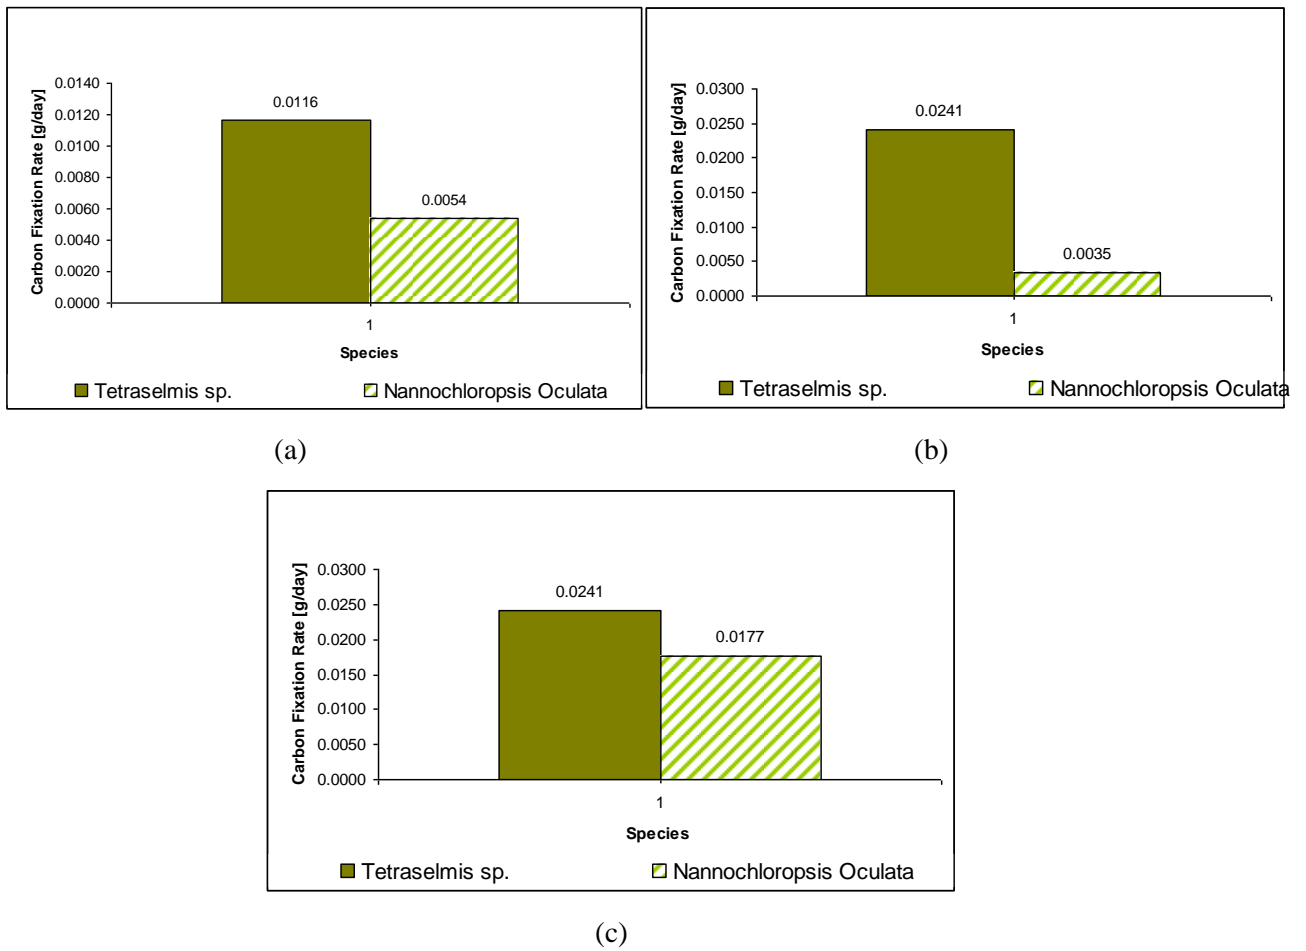 Carbon Fixation Rate [g/day]
0.0140
0.0120
0.0100
0.0080
0.0060
0.0040
0.0020
0.0000
0.0116
0.0054
1
Species
Tetraselmis sp. Nannochloropsis Oculata
(a)
Carbon Fixation Rate [g/day]
0.0300
0.0250
0.0200
0.0150
0.0100
0.0050
0.0000
0.0241
0.0035
1
Species
Tetraselmis sp. Nannochloropsis Oculata
(b)
Carbon Fixation Rate [g/day]
0.0300
0.0250
0.0200
0.0150
0.0100
0.0050
0.0000
0.0241
0.0177
1
Species
Tetraselmis sp. Nannochloropsis Oculata
(c)